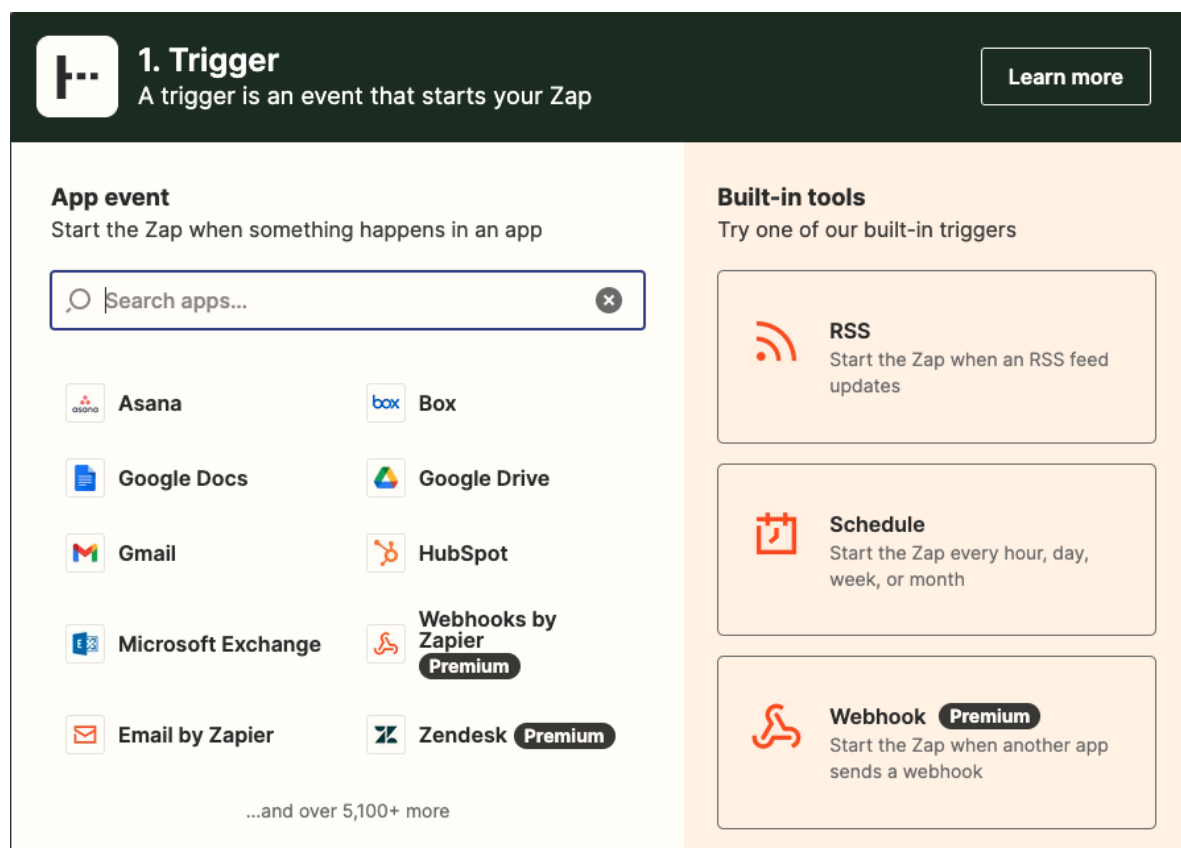 1. Trigger
A trigger is an event that starts your Zap
Learn more
App event
Start the Zap when something happens in an app
Search apps...
asana
Asana
box
Box
Google Docs
Google Drive
Gmail
HubSpot
E
Microsoft Exchange
Webhooks by
Zapier
Premium
Email by Zapier
Zendesk Premium
...and over 5,100+ more
Built-in tools
Try one of our built-in triggers
RSS
Start the Zap when an RSS feed
updates
Schedule
Start the Zap every hour, day,
week, or month
Webhook Premium
Start the Zap when another app
sends a webhook